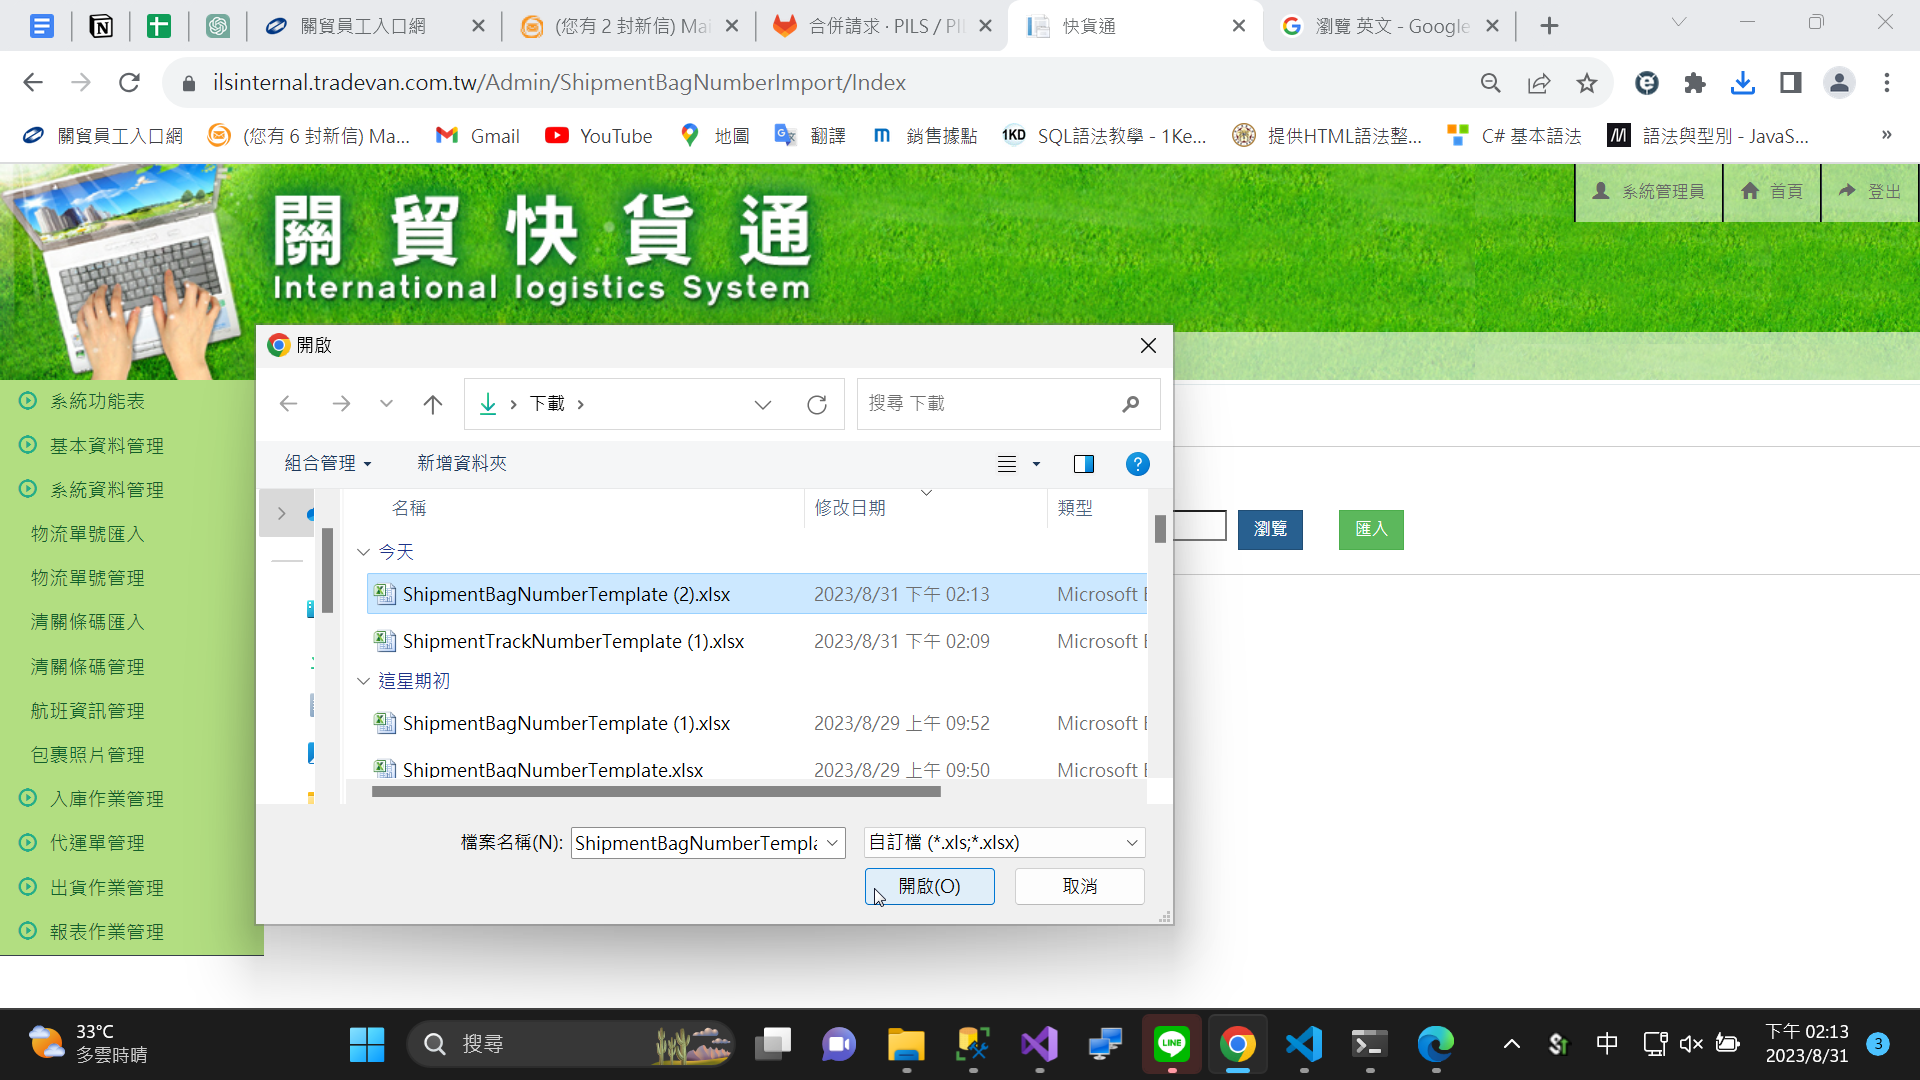 關貿員工入口網
(您有 2 封新信) Mai
合併請求 · PILS / PI
快貨通
瀏覽 英文 - Google
ilsinternal.tradevan.com.tw/Admin/ShipmentBagNumberImport/Index
關貿員工入口網
(您有 6 封新信) Ma...
Gmail
YouTube
地圖
翻譯
銷售據點
1KD
SQL語法教學 - 1Ke...
提供HTML語法整...
C# 基本語法
語法與型別 - JavaS...
»
關貿快貨通
International logistics System
系統管理員
首頁
登出
系統功能表
基本資料管理
系統資料管理
物流單號匯入
物流單號管理
清關條碼匯入
清關條碼管理
航班資訊管理
包裹照片管理
入庫作業管理
代運單管理
出貨作業管理
報表作業管理
瀏覽
匯入
開啟
下載
搜尋 下載
組合管理
新增資料夾
名稱
修改日期
類型
今天
ShipmentBagNumberTemplate (2).xlsx 2023/8/31 下午 02:13 Microsoft E
ShipmentTrackNumberTemplate (1).xlsx 2023/8/31 下午 02:09 Microsoft E
這星期初
ShipmentBagNumberTemplate (1).xlsx 2023/8/29 上午 09:52 Microsoft E
ShipmentBagNumberTemplate.xlsx 2023/8/29 上午 09:50 Microsoft E
檔案名稱(N): ShipmentBagNumberTempla
自訂檔 (*.xls;*.xlsx)
開啟(O)
取消
33°C
多雲時晴
搜尋
LINE
中
下午 02:13
2023/8/31
3